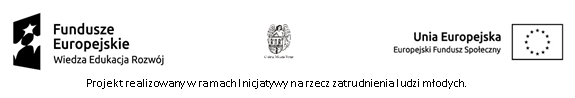 Fundusze
Europejskie
Wiedza Edukacja Rozwój
Unia Europejska
Europejski Fundusz Społeczny
Projekt realizowany w ramach Inicjatywy na rzecz zatrudnienia ludzi młodych.